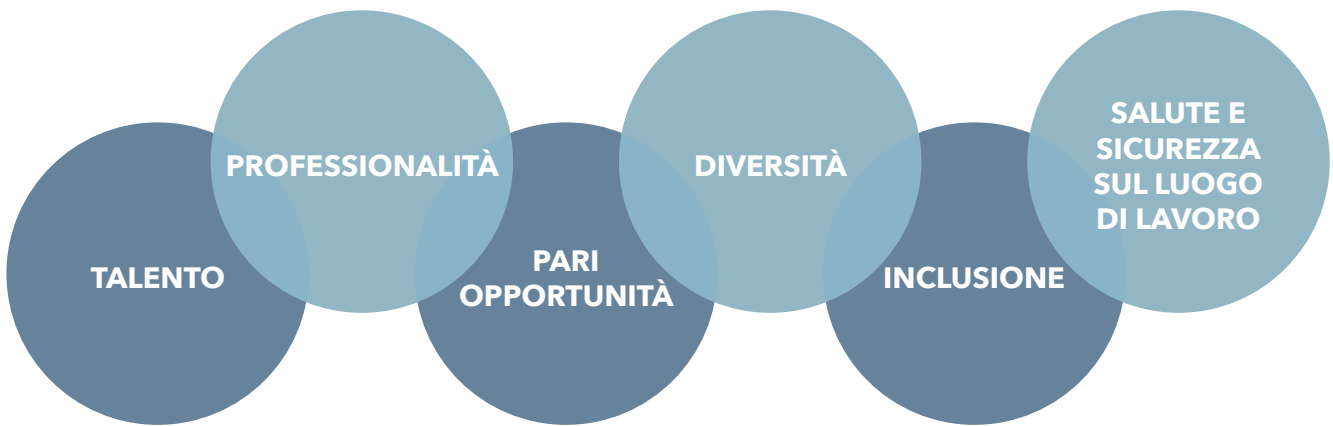 TALENTO
PROFESSIONALITÀ
PARI
OPPORTUNITÀ
DIVERSITÀ
INCLUSIONE
SALUTE E
SICUREZZA
SUL LUOGO
DI LAVORO